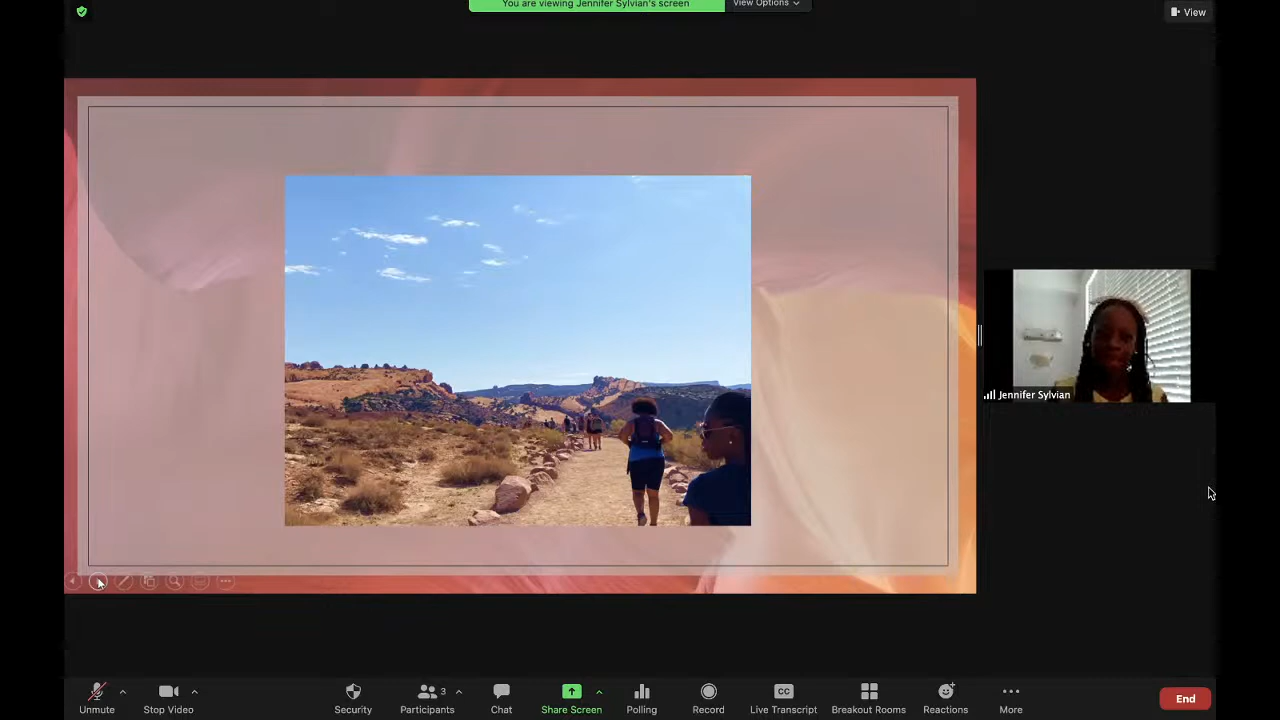 You are viewing Jennifer Sylvian's screen
View Options
View
Jennifer Sylvian
Unmute
Stop Video
Security
3
Participants
Chat
Share Screen
Polling
Record
CC
Live Transcript
Breakout Rooms
Reactions
More
End